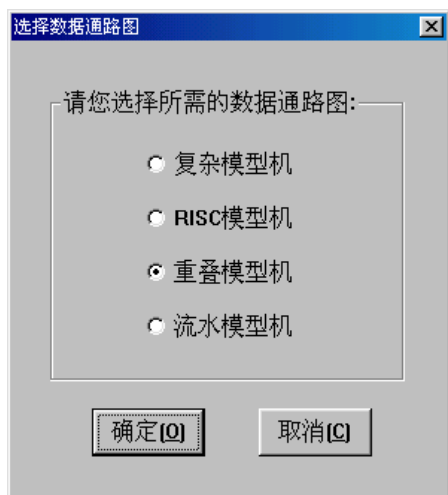 选择数据通路图
请您选择所需的数据通路图:
复杂模型机
RISC模型机
重叠模型机
流水模型机
确定(O) 取消(C)